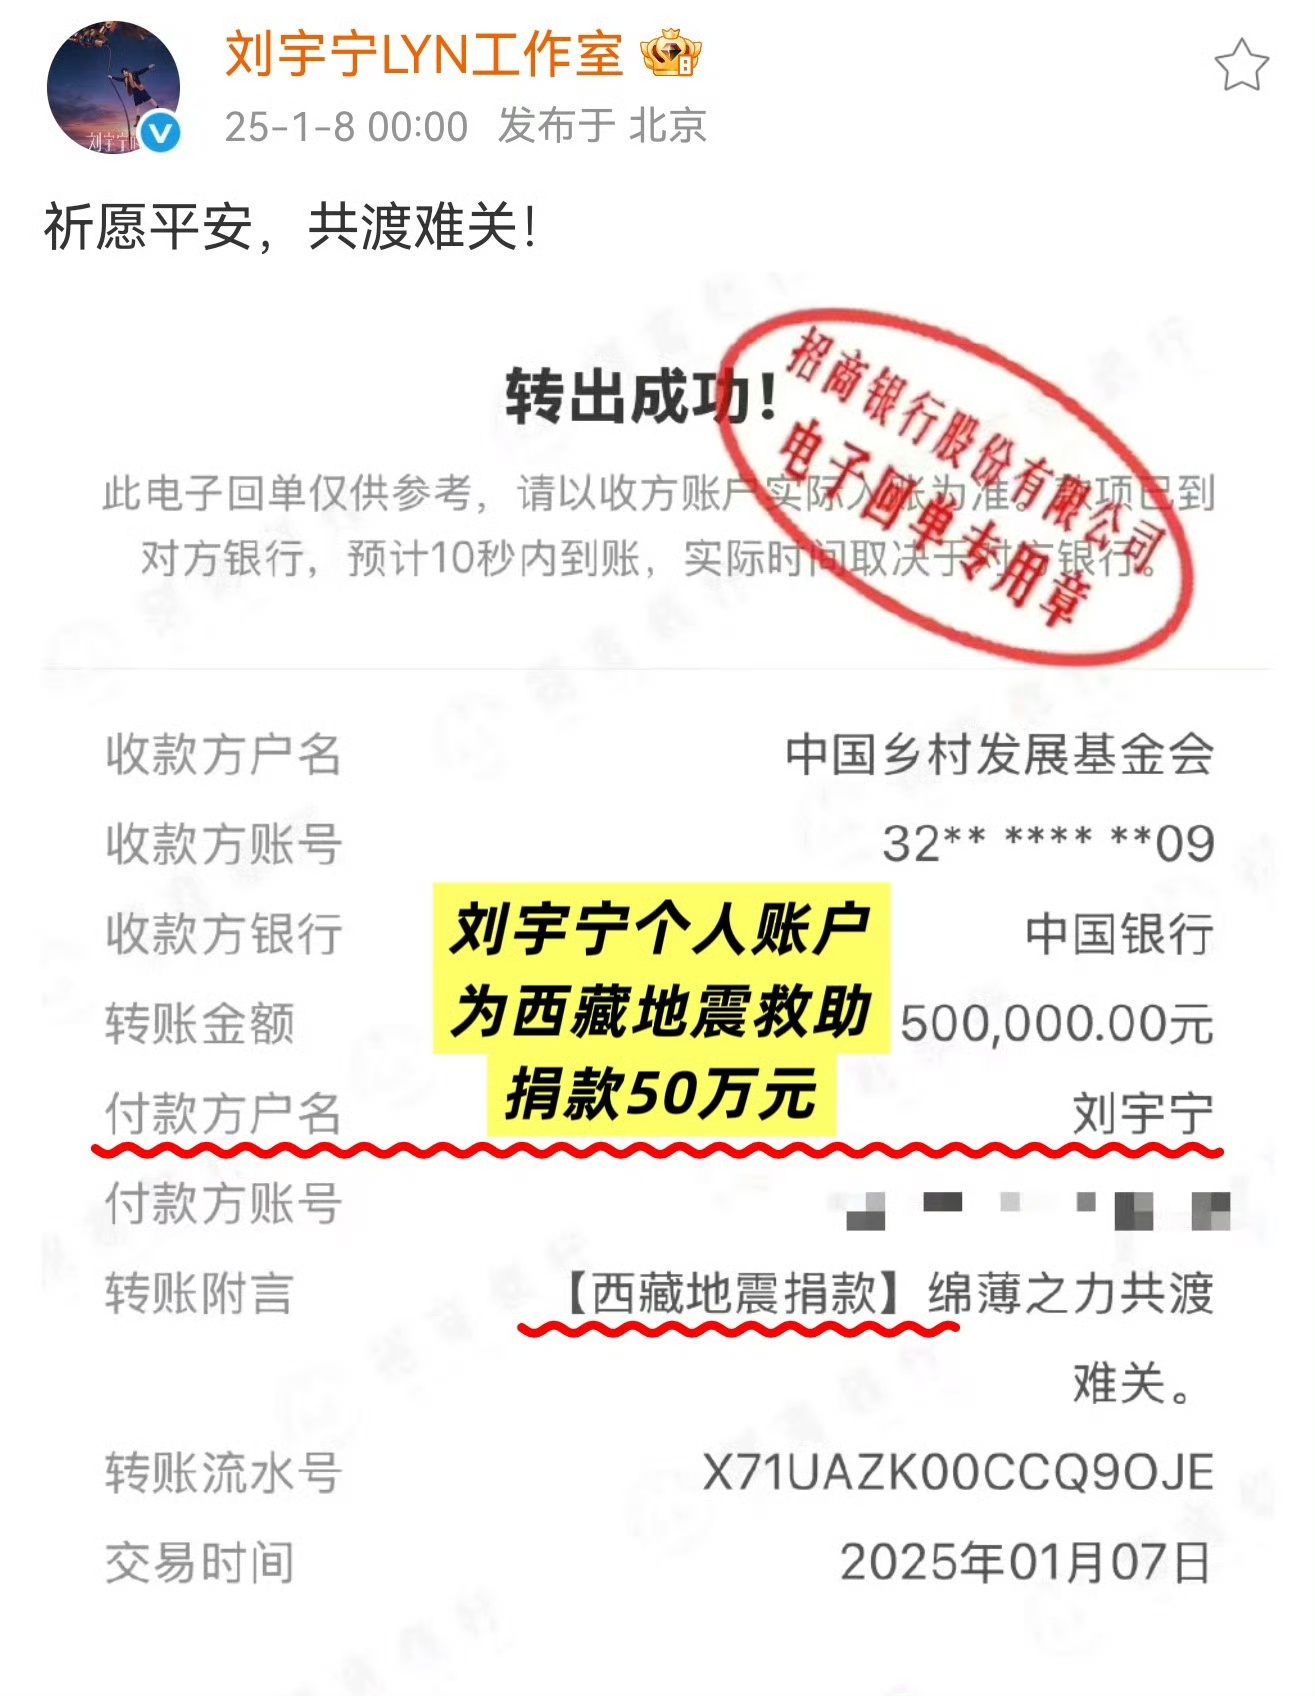 刘宇宁LYN工作室
25-1-8 00:00 发布于 北京
祈愿平安，共渡难关！
转出成功！
招商银行股份有限公司
电子回单专用章
此电子回单仅供参考，请以收方账户实际入账为准。款项已到
对方银行，预计10秒内到账，实际时间取决于对方银行。
收款方户名 中国乡村发展基金会
收款方账号 32** **** **09
收款方银行 中国银行
转账金额 500,000.00元
刘宇宁个人账户
为西藏地震救助
捐款50万元
付款方户名 刘宇宁
付款方账号
转账附言 【西藏地震捐款】绵薄之力共渡
难关。
转账流水号 X71UAZK00CCQ9OJE
交易时间 2025年01月07日